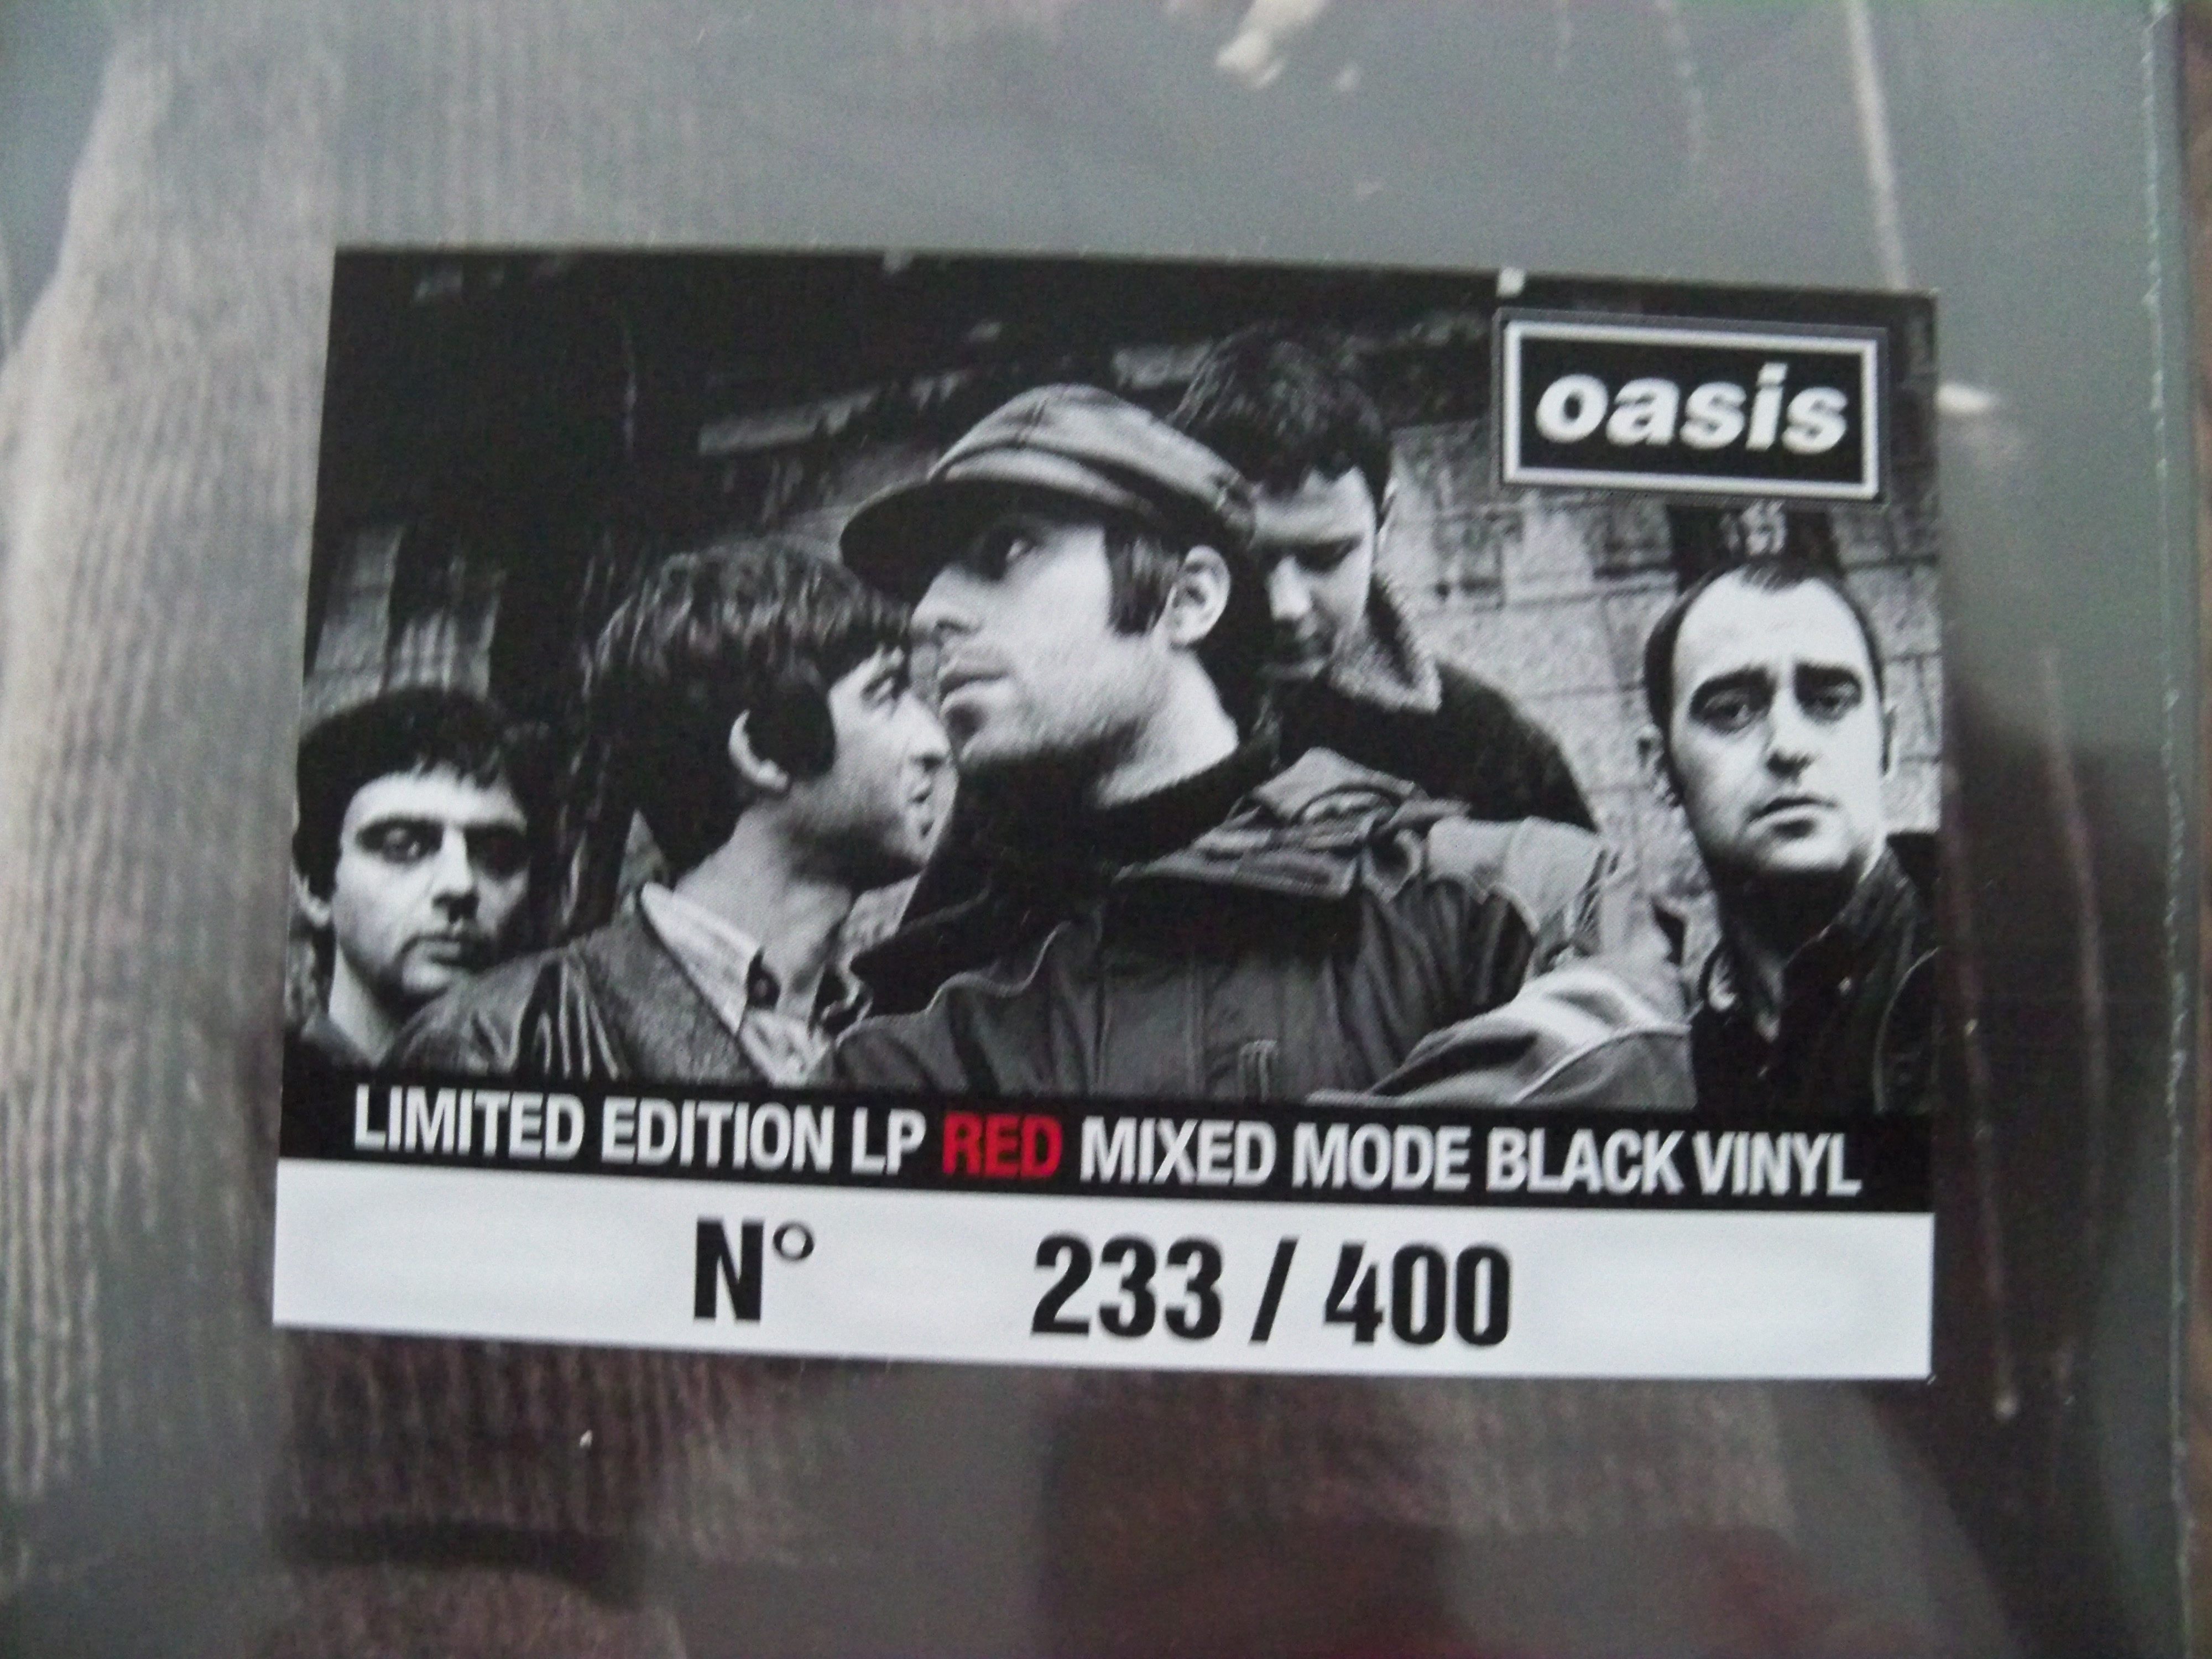 oasis
LIMITED EDITION LP RED MIXED MODE BLACK VINYL
N° 233 / 400